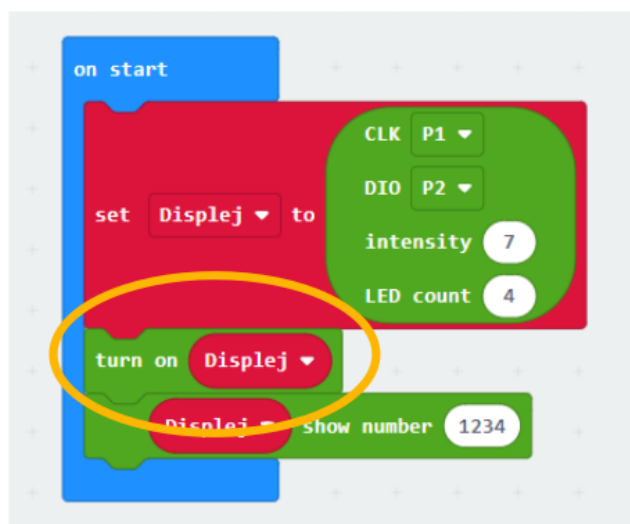 on start
CLK P1
DIO P2
set Displej to
intensity 7
LED count 4
turn on Displej
Displej show number 1234